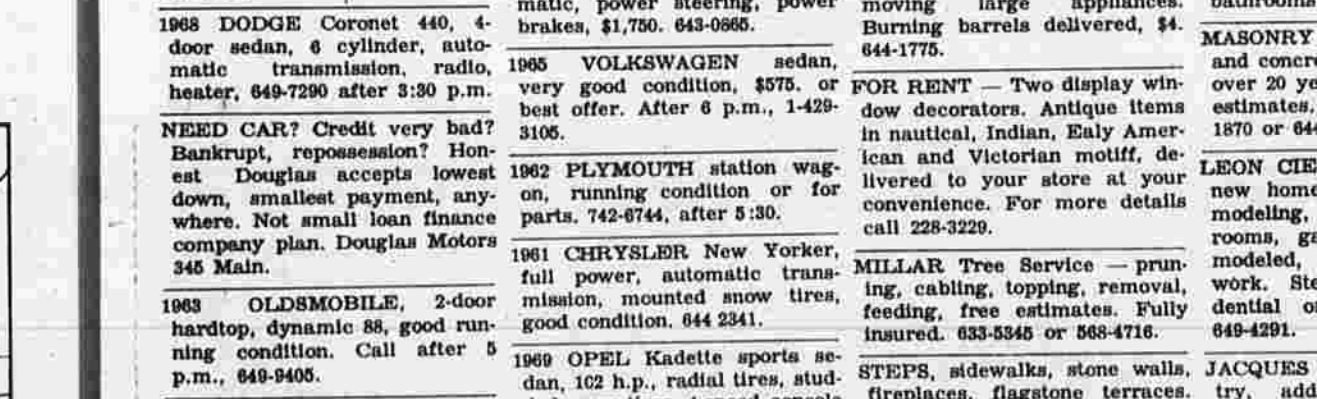 1968 DODGE Coronet 440, 4-
door sedan, 6 cylinder, auto-
matic transmission, radio,
heater, 649-7290 after 3:30 p.m.
NEED CAR? Credit very bad?
Bankrupt, repossession? Hon-
est Douglas accepts lowest
down, smallest payment, any-
where. Not small loan finance
company plan. Douglas Motors
345 Main.
1963 OLDSMOBILE, 2-door
hardtop, dynamic 88, good run-
ning condition. Call after 5
p.m., 649-9405.
matic, power steering, power
brakes, $1,750. 643-0865.
1965 VOLKSWAGEN sedan,
very good condition, $575. or
best offer. After 6 p.m., 1-429-
3105.
1962 PLYMOUTH station wag-
on, running condition or for
parts. 742-6744, after 5:30.
1961 CHRYSLER New Yorker,
full power, automatic trans-
mission, mounted snow tires,
good condition. 644 2341.
1969 OPEL Kadette sports se-
dan, 102 h.p., radial tires, stud-
moving large appliances.
Burning barrels delivered, $4.
644-1775.
FOR RENT — Two display win-
dow decorators. Antique items
in nautical, Indian, Ealy Amer-
ican and Victorian motiff, de-
livered to your store at your
convenience. For more details
call 228-3229.
MILLAR Tree Service — prun-
ing, cabling, topping, removal,
feeding, free estimates. Fully
insured. 633-5345 or 568-4716.
STEPS, sidewalks, stone walls,
fireplaces, flagstone terraces.
bathrooms
MASONRY
and concre
over 20 ye
estimates.
1870 or 644
LEON CIE
new home
modeling,
rooms, ga
modeled,
work. Ste
dential o
649-4291.
JACQUES
try, add